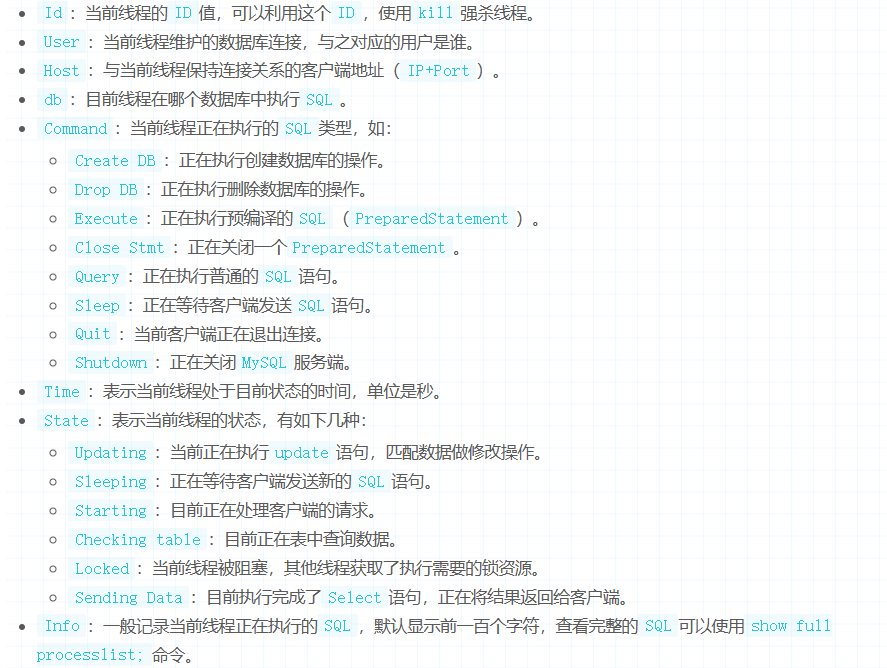 Id：当前线程的 ID 值，可以利用这个 ID ，使用 kill 强杀线程。
User ：当前线程维护的数据库连接，与之对应的用户是谁。
Host ：与当前线程保持连接关系的客户端地址（ IP+Port ）。
db ：目前线程在哪个数据库中执行 SQL 。
Command ：当前线程正在执行的 SQL 类型，如：
Create DB ：正在执行创建数据库的操作。
Drop DB ：正在执行删除数据库的操作。
Execute ：正在执行预编译的 SQL （ PreparedStatement ）。
Close Stmt ：正在关闭一个 PreparedStatement 。
Query ：正在执行普通的 SQL 语句。
Sleep ：正在等待客户端发送 SQL 语句。
Quit ：当前客户端正在退出连接。
Shutdown ：正在关闭 MySQL 服务端。
Time ：表示当前线程处于目前状态的时间，单位是秒。
State ：表示当前线程的状态，有如下几种：
Updating ：当前正在执行 update 语句，匹配数据做修改操作。
Sleeping ：正在等待客户端发送新的 SQL 语句。
Starting ：目前正在处理客户端的请求。
Checking table ：目前正在表中查询数据。
Locked ：当前线程被阻塞，其他线程获取了执行需要的锁资源。
Sending Data ：目前执行完成了 Select 语句，正在将结果返回给客户端。
Info ：一般记录当前线程正在执行的 SQL ，默认显示前一百个字符，查看完整的 SQL 可以使用 show full
processlist; 命令。